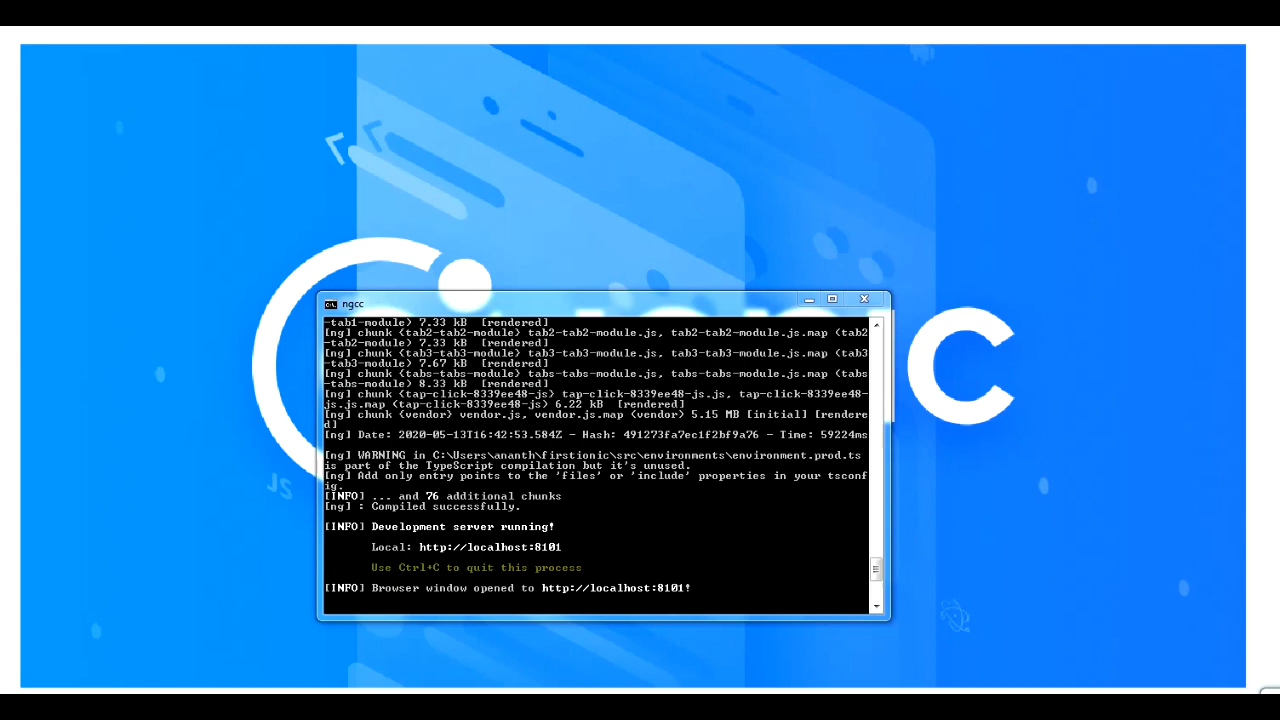 ngcc
-tab1-module) 7.33 kB  [rendered]
[ng] chunk {tab2-tab2-module} tab2-tab2-module.js, tab2-tab2-module.js.map (tab2
-tab2-module) 7.33 kB  [rendered]
[ng] chunk {tab3-tab3-module} tab3-tab3-module.js, tab3-tab3-module.js.map (tab3
-tab3-module) 7.67 kB  [rendered]
[ng] chunk {tabs-tabs-module} tabs-tabs-module.js, tabs-tabs-module.js.map (tabs
-tabs-module) 8.33 kB  [rendered]
[ng] chunk {tap-click-8339ee48-js} tap-click-8339ee48-js.js, tap-click-8339ee48-
js.js.map (tap-click-8339ee48-js) 6.22 kB  [rendered]
[ng] chunk {vendor} vendor.js, vendor.js.map (vendor) 5.15 MB [initial] [rendere
d]
[ng] Date: 2020-05-13T16:42:53.584Z - Hash: 491273fa7ec1f2bf9a76 - Time: 59224ms
[ng] WARNING in C:\Users\ananth\firstionic\src\environments\environment.prod.ts
is part of the TypeScript compilation but it's unused.
[ng] Add only entry points to the 'files' or 'include' properties in your tsconf
ig.
[INFO] ... and 76 additional chunks
[ng] : Compiled successfully.
[INFO] Development server running!
Local: http://localhost:8101
Use Ctrl+C to quit this process
[INFO] Browser window opened to http://localhost:8101!